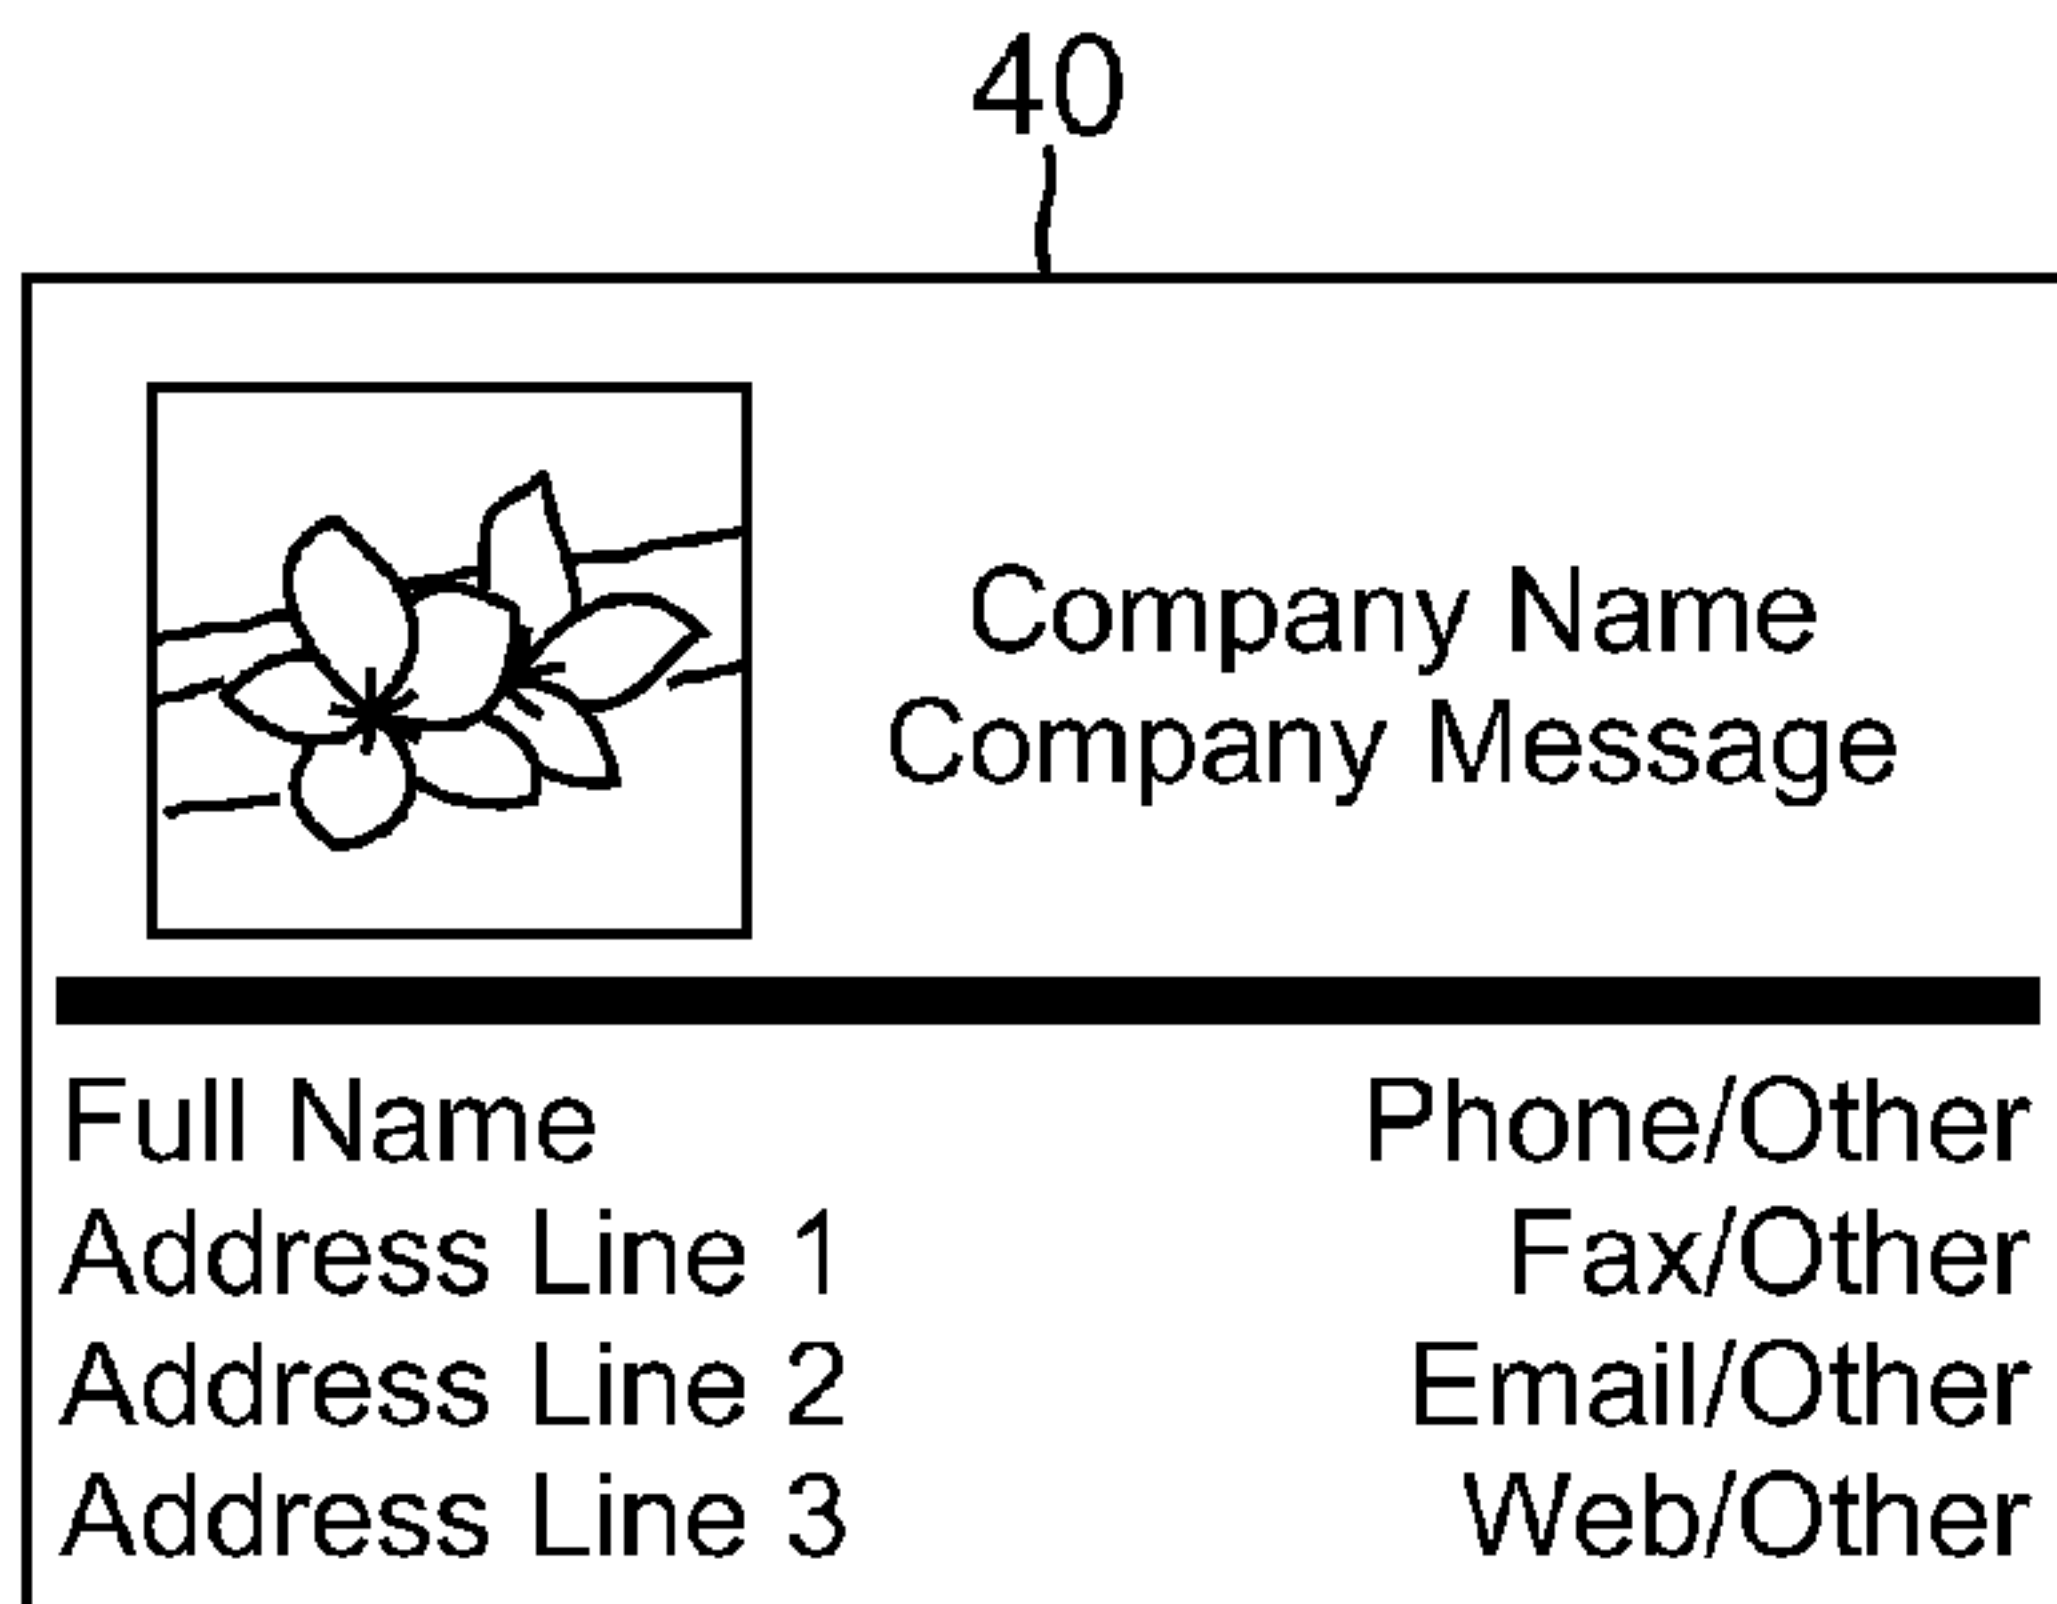 40
Company Name
Company Message
Full Name Phone/Other
Address Line 1 Fax/Other
Address Line 2 Email/Other
Address Line 3 Web/Other